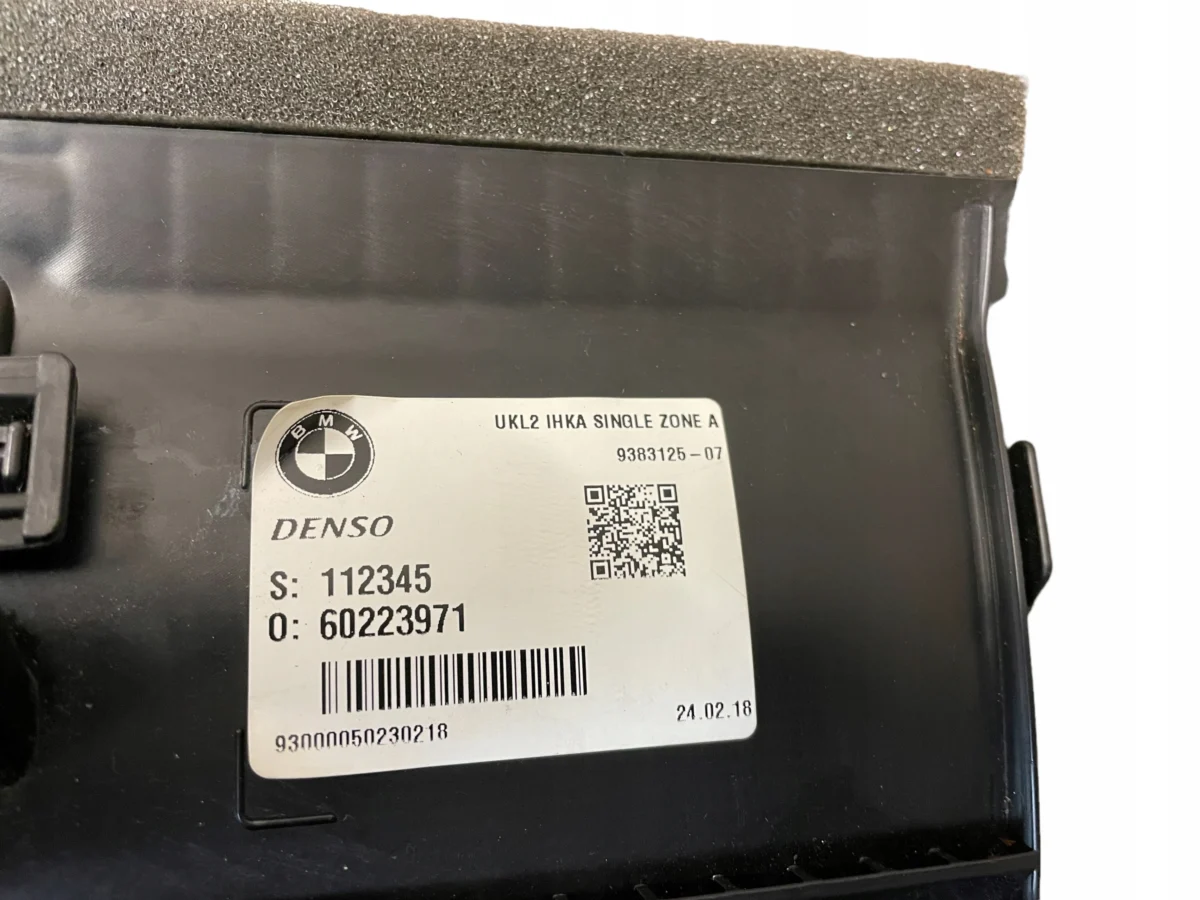 BMW
UKL2 IHKA SINGLE ZONE A
9383125-07
DENSO
S: 112345
O: 60223971
93000050230218
24.02.18